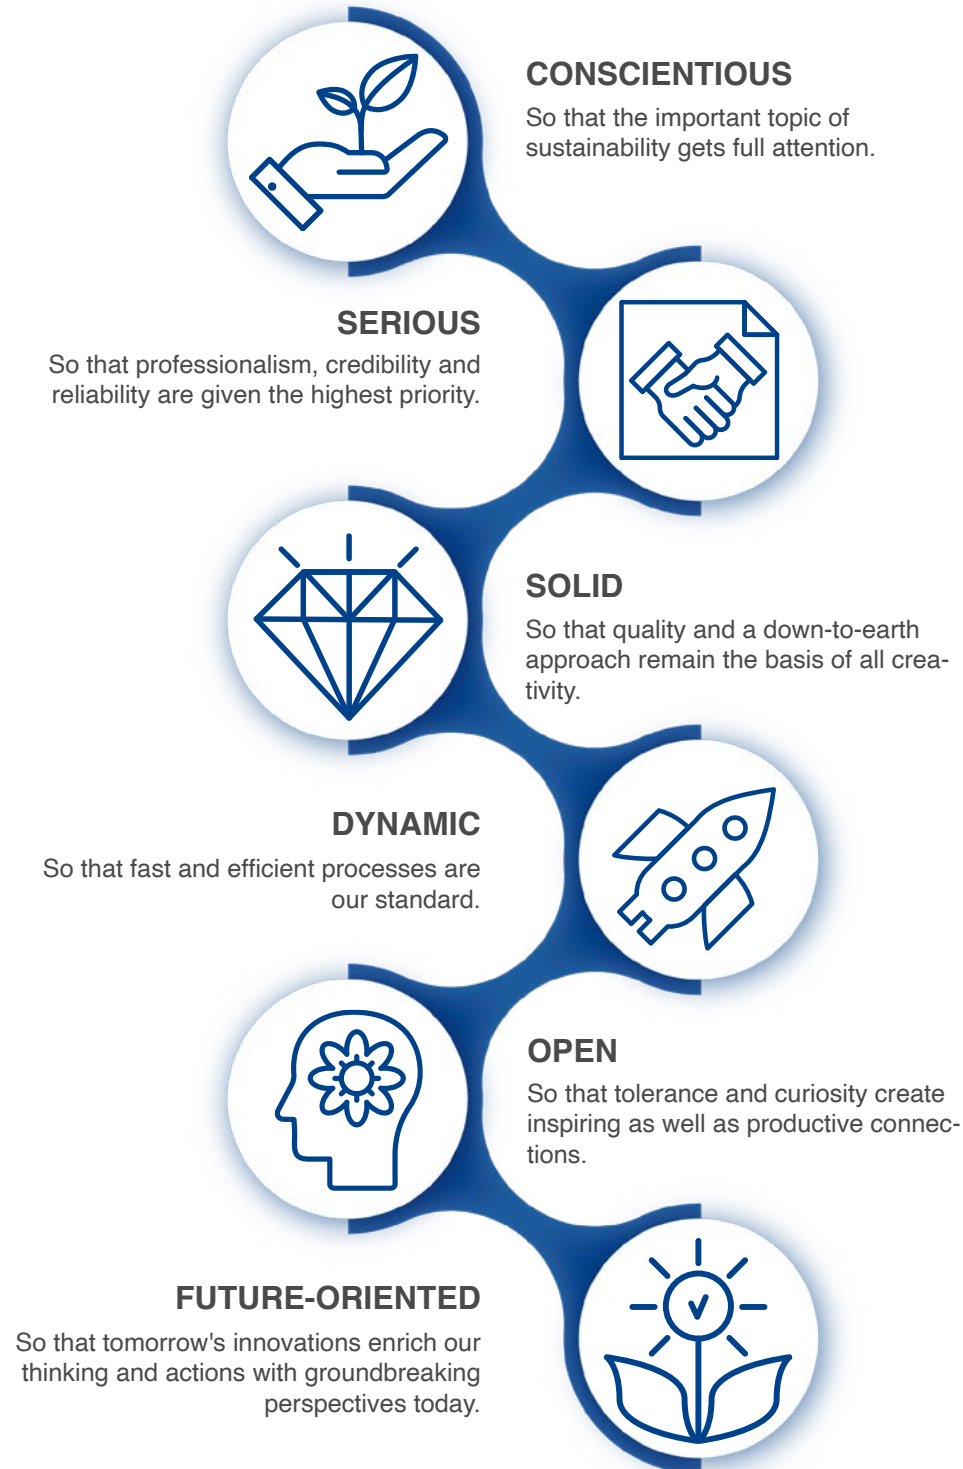 CONSCIENTIOUS
So that the important topic of
sustainability gets full attention.
SERIOUS
So that professionalism, credibility and
reliability are given the highest priority.
SOLID
So that quality and a down-to-earth
approach remain the basis of all crea-
tivity.
DYNAMIC
So that fast and efficient processes are
our standard.
OPEN
So that tolerance and curiosity create
inspiring as well as productive connec-
tions.
FUTURE-ORIENTED
So that tomorrow's innovations enrich our
thinking and actions with groundbreaking
perspectives today.